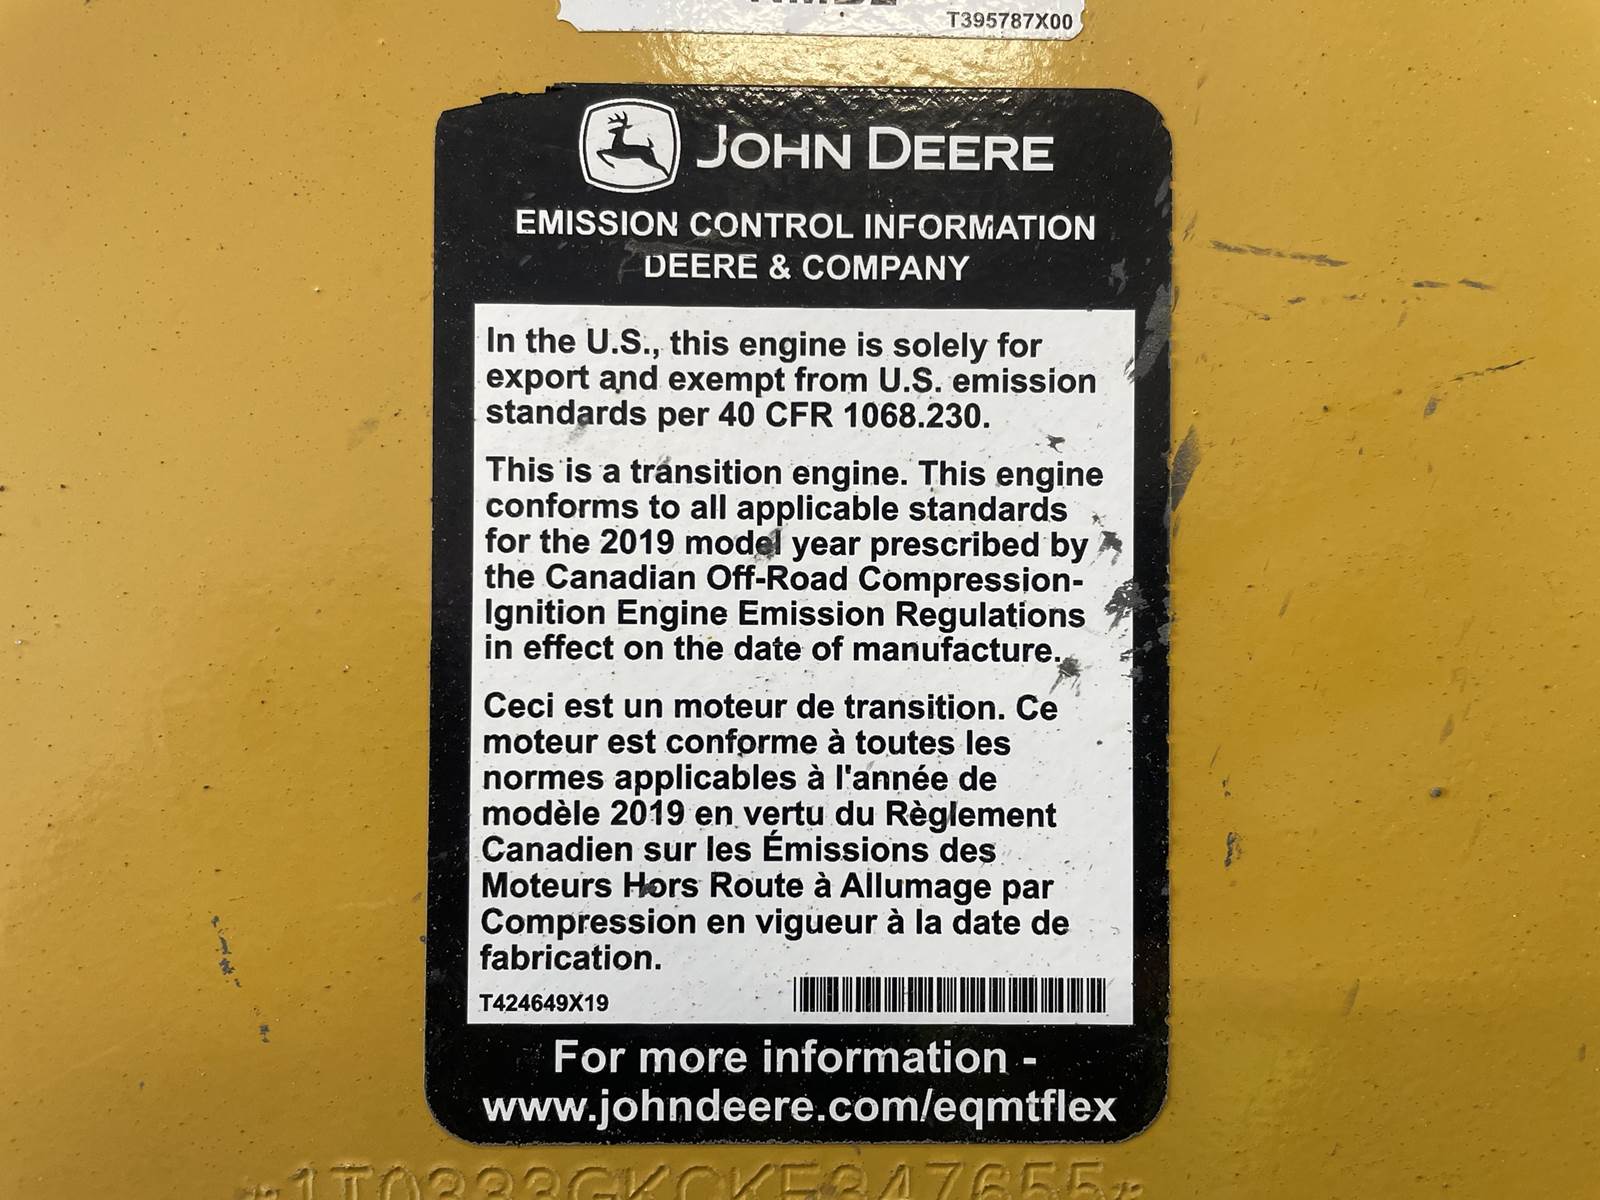 T395787X00
JOHN DEERE
EMISSION CONTROL INFORMATION
DEERE & COMPANY
In the U.S., this engine is solely for
export and exempt from U.S. emission
standards per 40 CFR 1068.230.
This is a transition engine. This engine
conforms to all applicable standards
for the 2019 model year prescribed by
the Canadian Off-Road Compression-
Ignition Engine Emission Regulations
in effect on the date of manufacture.
Ceci est un moteur de transition. Ce
moteur est conforme à toutes les
normes applicables à l'année de
modèle 2019 en vertu du Règlement
Canadien sur les Émissions des
Moteurs Hors Route à Allumage par
Compression en vigueur à la date de
fabrication.
T424649X19
For more information -
www.johndeere.com/eqmtflex